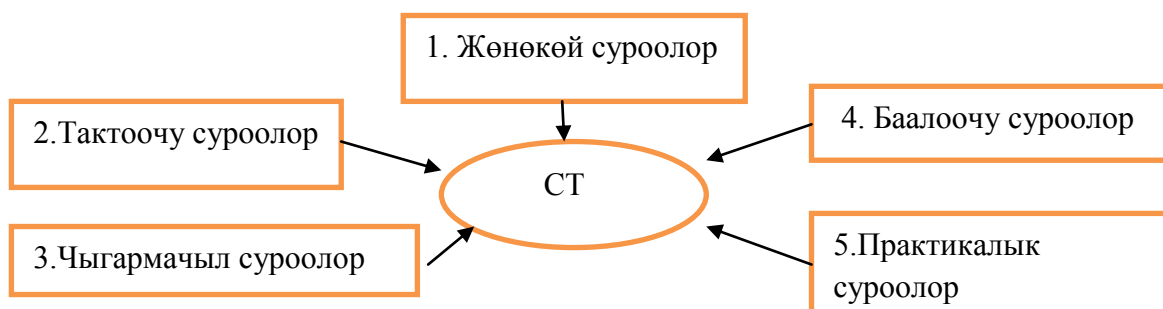 1. Жөнөкөй суроолор
2.Тактоочу суроолор
4. Баалоочу суроолор
СТ
3.Чыгармачыл суроолор
5.Практикалык
суроолор